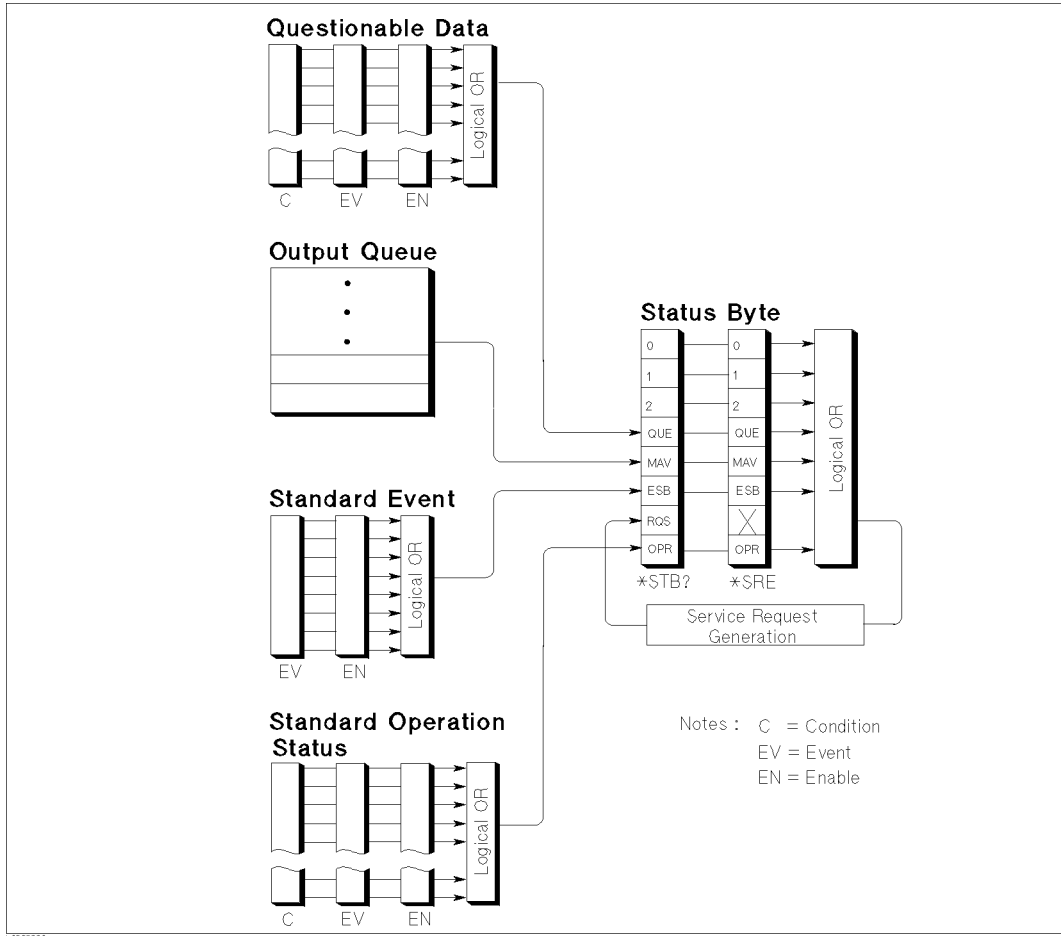 Questionable Data
Logical OR
C EV EN
Output Queue
Status Byte
0 0
1 1
2 2
QUE QUE
MAV MAV
ESB ESB
RQS
OPR OPR
Logical OR
*STB? *SRE
Service Request
Generation
Standard Event
Logical OR
EV EN
Standard Operation
Status
Logical OR
C EV EN
Notes : C = Condition
EV = Event
EN = Enable